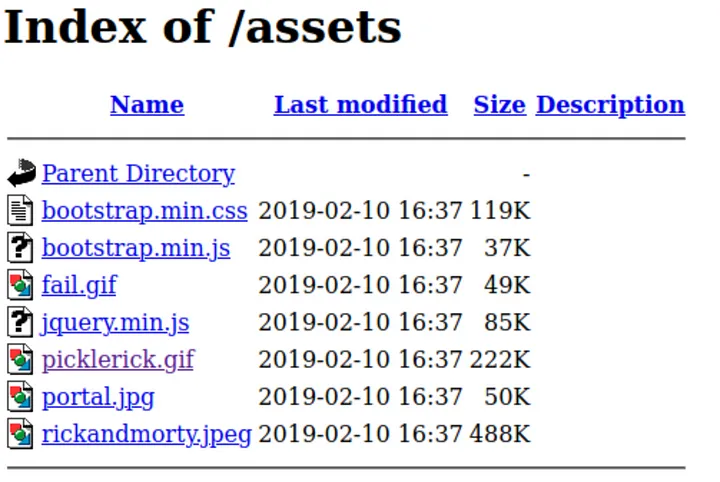 Index of /assets
Name Last modified Size Description
Parent Directory -
bootstrap.min.css 2019-02-10 16:37 119K
bootstrap.min.js 2019-02-10 16:37 37K
fail.gif 2019-02-10 16:37 49K
jquery.min.js 2019-02-10 16:37 85K
picklerick.gif 2019-02-10 16:37 222K
portal.jpg 2019-02-10 16:37 50K
rickandmorty.jpeg 2019-02-10 16:37 488K